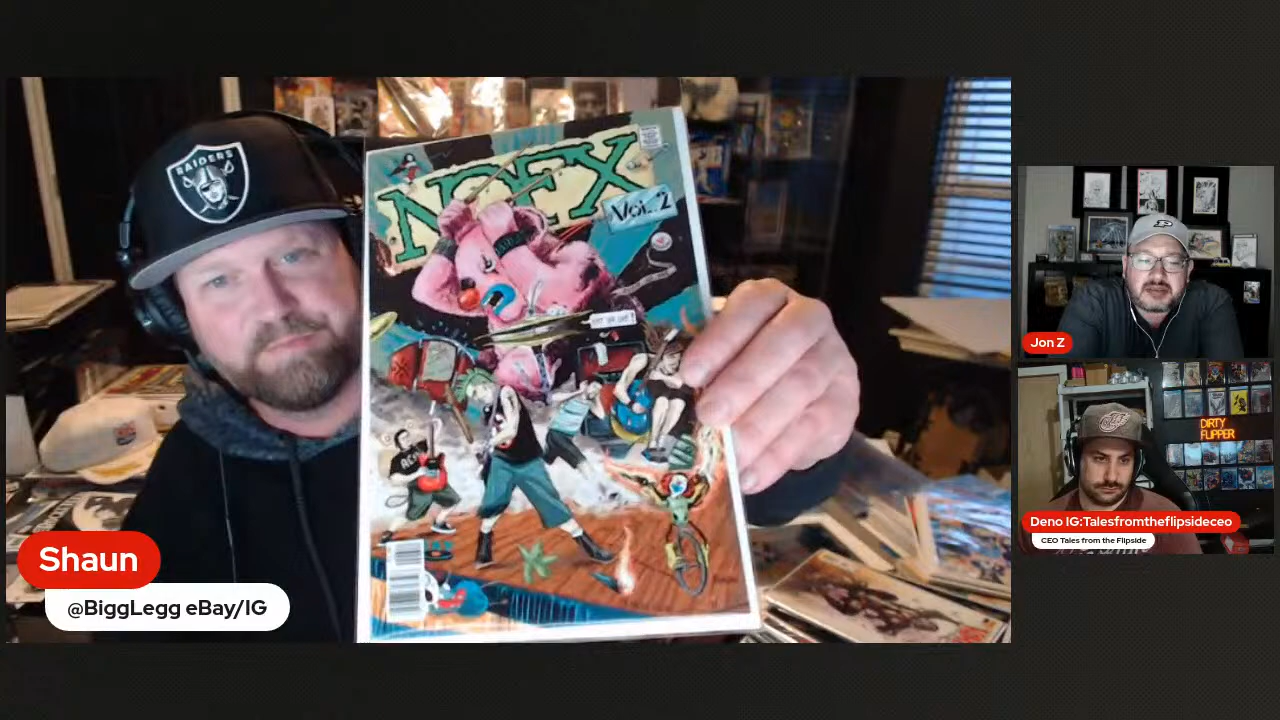 RAIDERS
NOFX
Vol. 2
Shaun
@BiggLegg eBay/IG
Jon Z
DIRTY
FLIPPER
Deno IG:Talesfromtheflipsideceo
CEO Tales from the Flipside